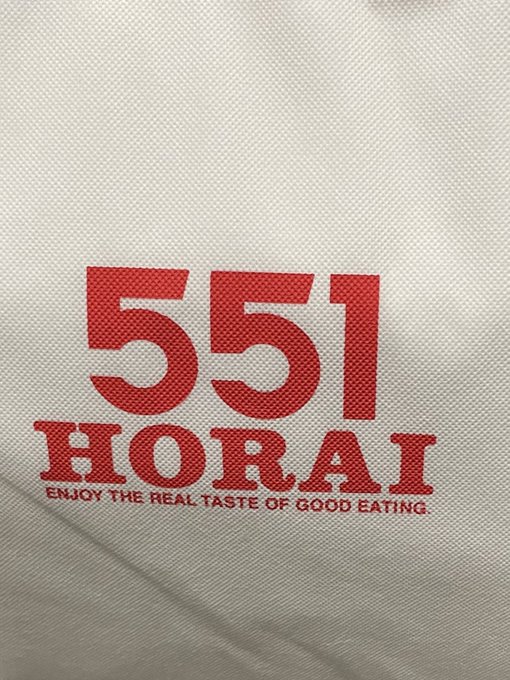 551
HORAI
ENJOY THE REAL TASTE OF GOOD EATING.